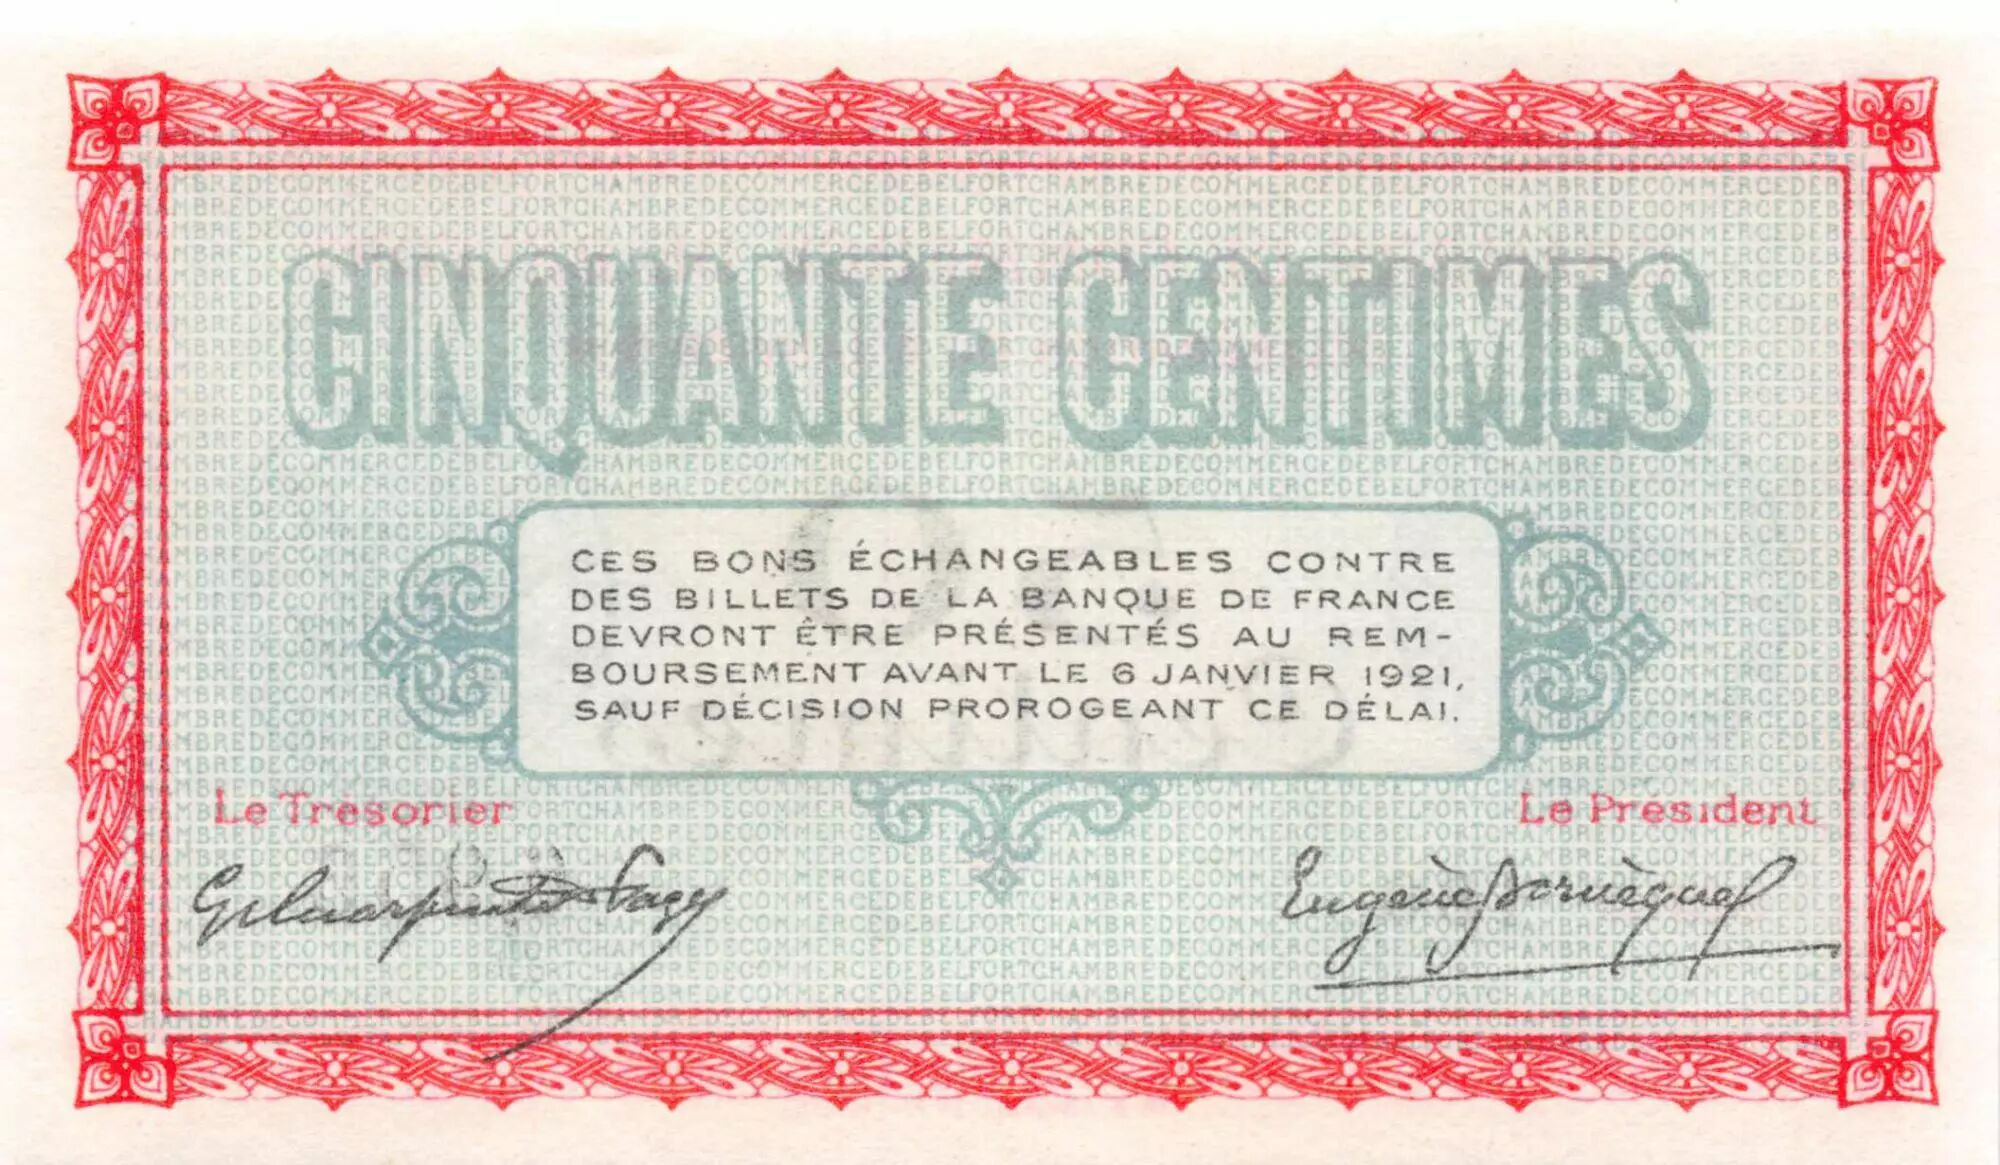 CINQUANTE CENTIMES
CES BONS ÉCHANGEABLES CONTRE
DES BILLETS DE LA BANQUE DE FRANCE
DEVRONT ÊTRE PRÉSENTÉS AU REM-
BOURSEMENT AVANT LE 6 JANVIER 1921,
SAUF DÉCISION PROROGEANT CE DÉLAI.
Le Trésorier
Le Président